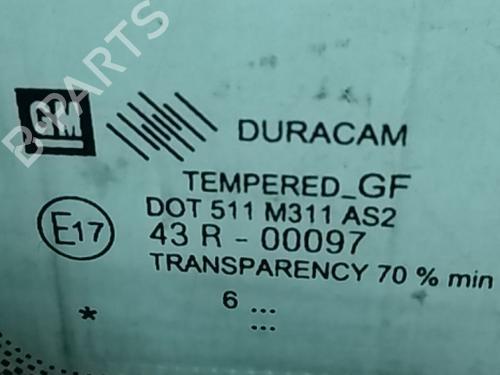 B-PARTS
GM
DURACAM
TEMPERED_GF
DOT 511 M311 AS2
E17
43 R - 00097
TRANSPARENCY 70 % min
6 ...
* ...